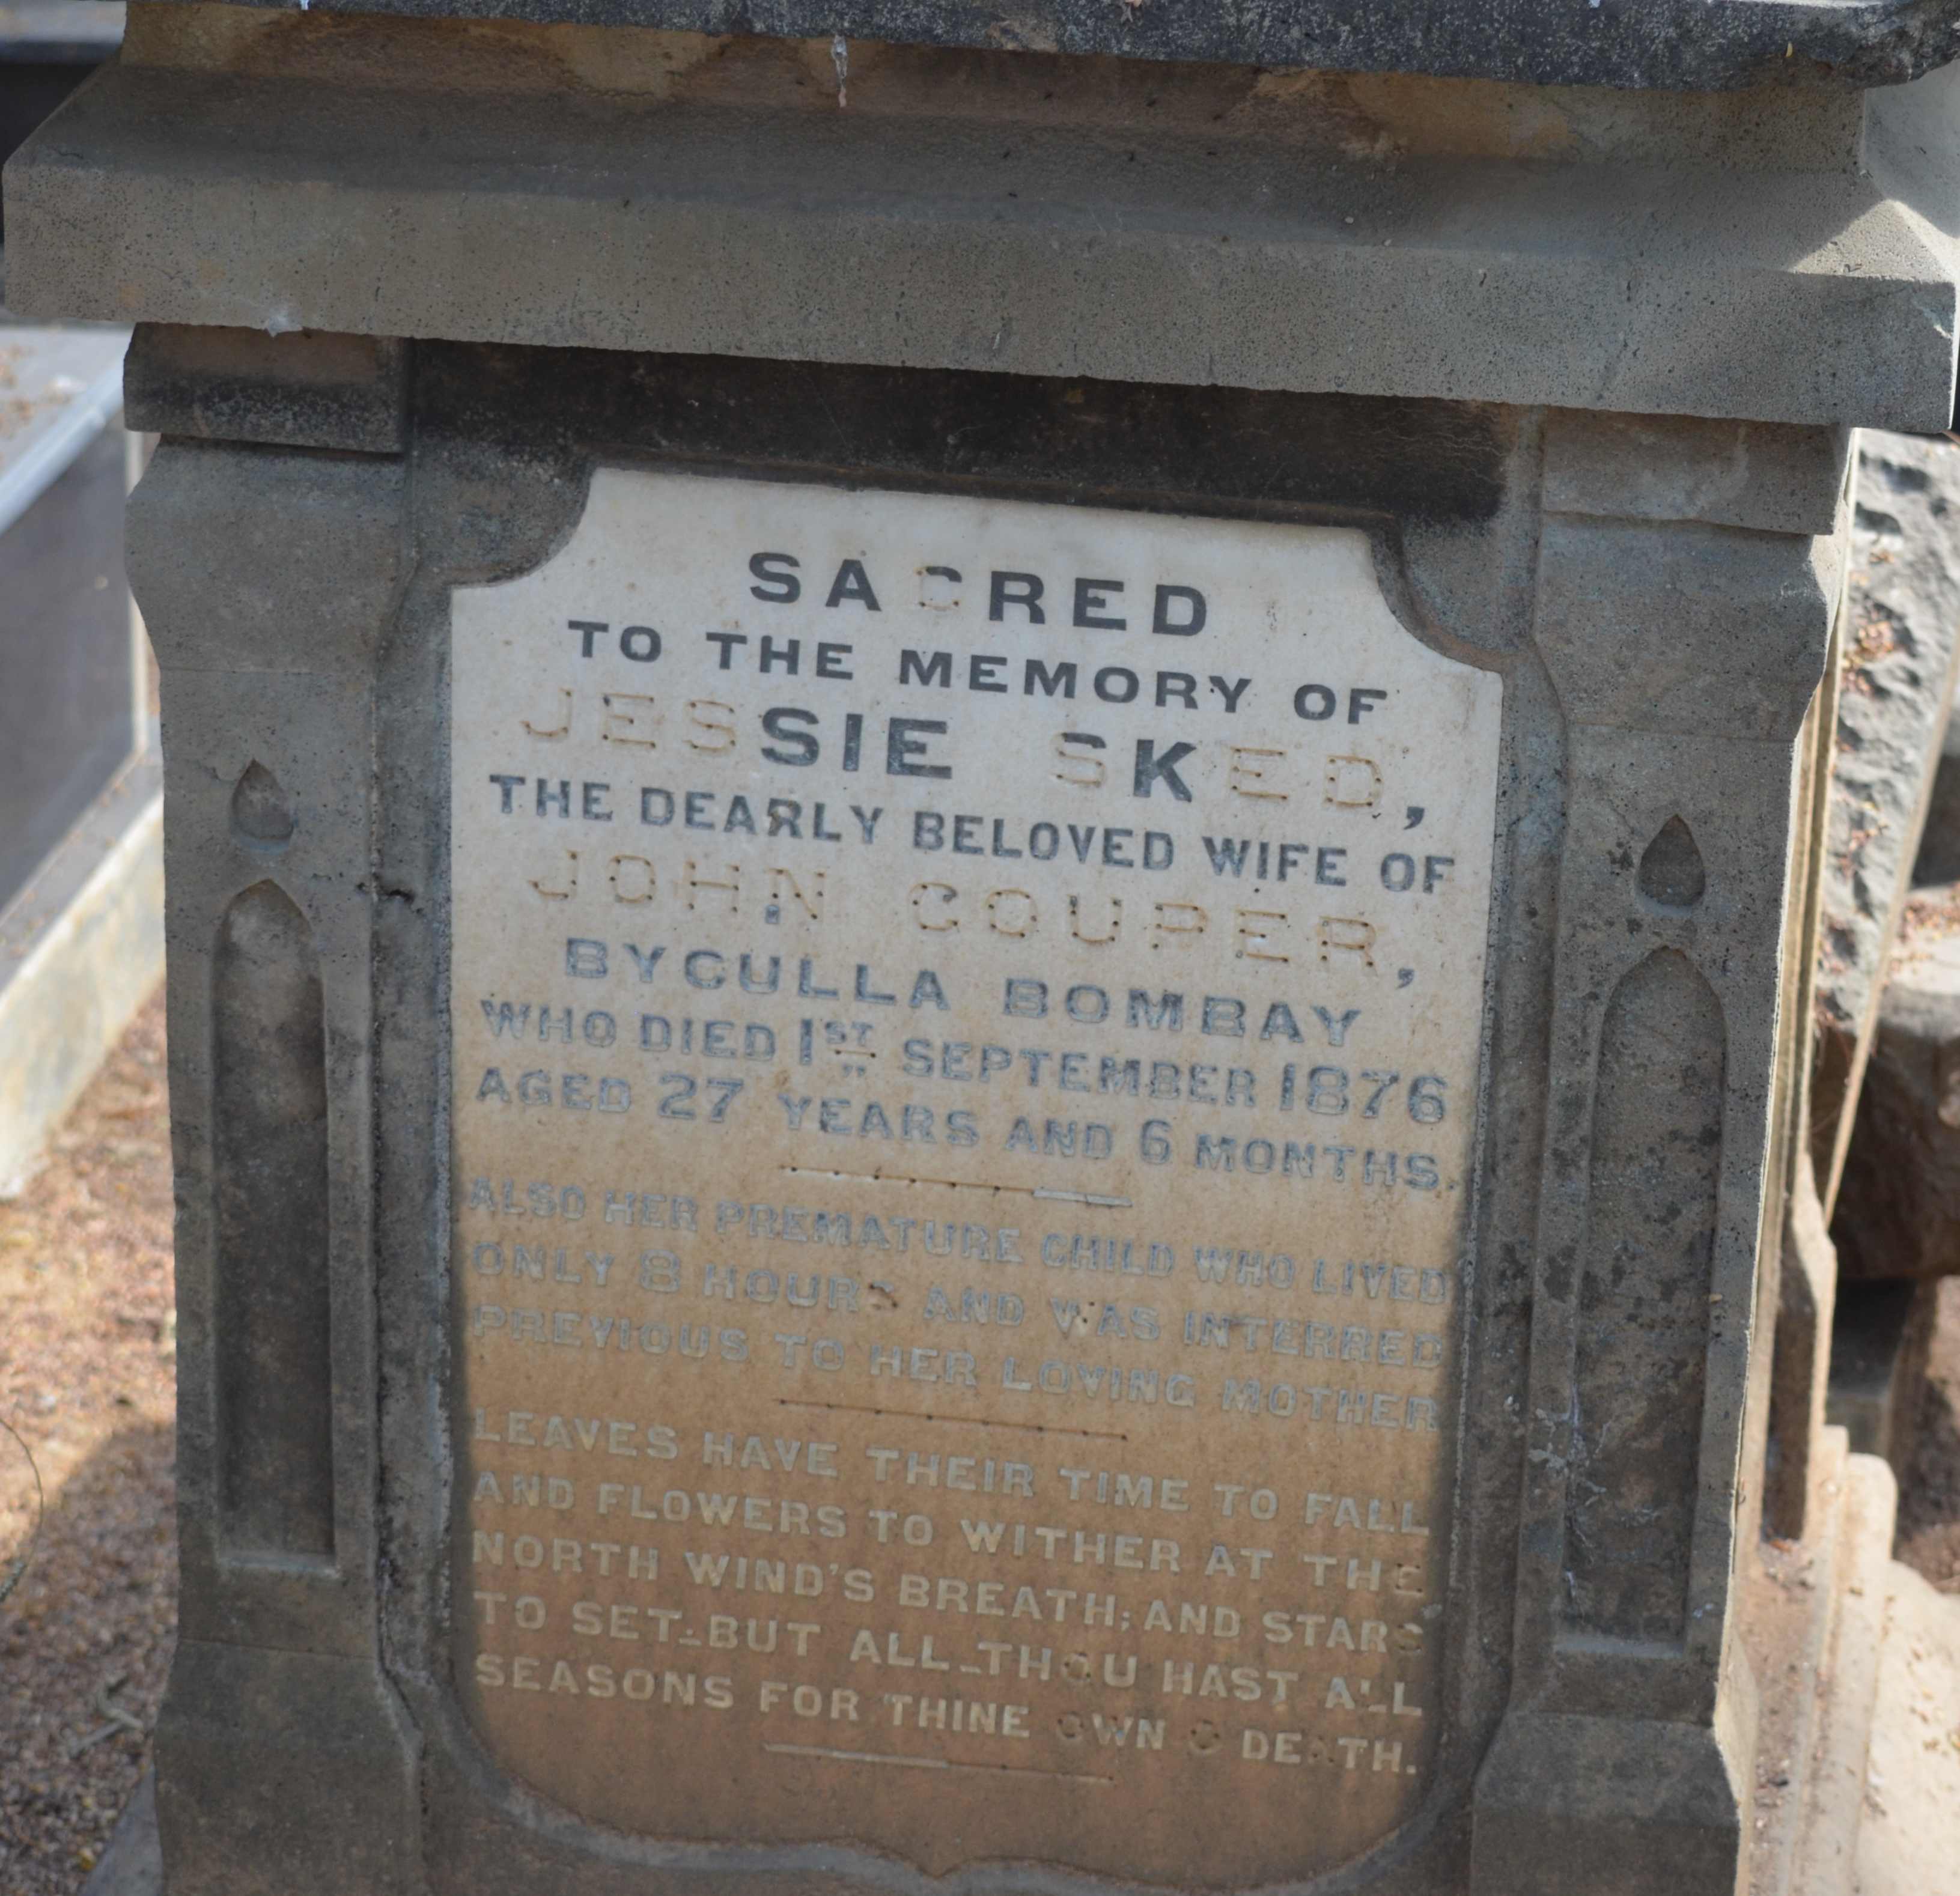 SACRED
TO THE MEMORY OF
JESSIE SKED,
THE DEARLY BELOVED WIFE OF
JOHN COUPER,
BYCULLA BOMBAY
WHO DIED 1ST SEPTEMBER 1876
AGED 27 YEARS AND 6 MONTHS.
ALSO HER PREMATURE CHILD WHO LIVED
ONLY 8 HOURS AND WAS INTERRED
PREVIOUS TO HER LOVING MOTHER
LEAVES HAVE THEIR TIME TO FALL
AND FLOWERS TO WITHER AT THE
NORTH WIND'S BREATH; AND STARS
TO SET-BUT ALL-THOU HAST ALL
SEASONS FOR THINE OWN O DEATH.